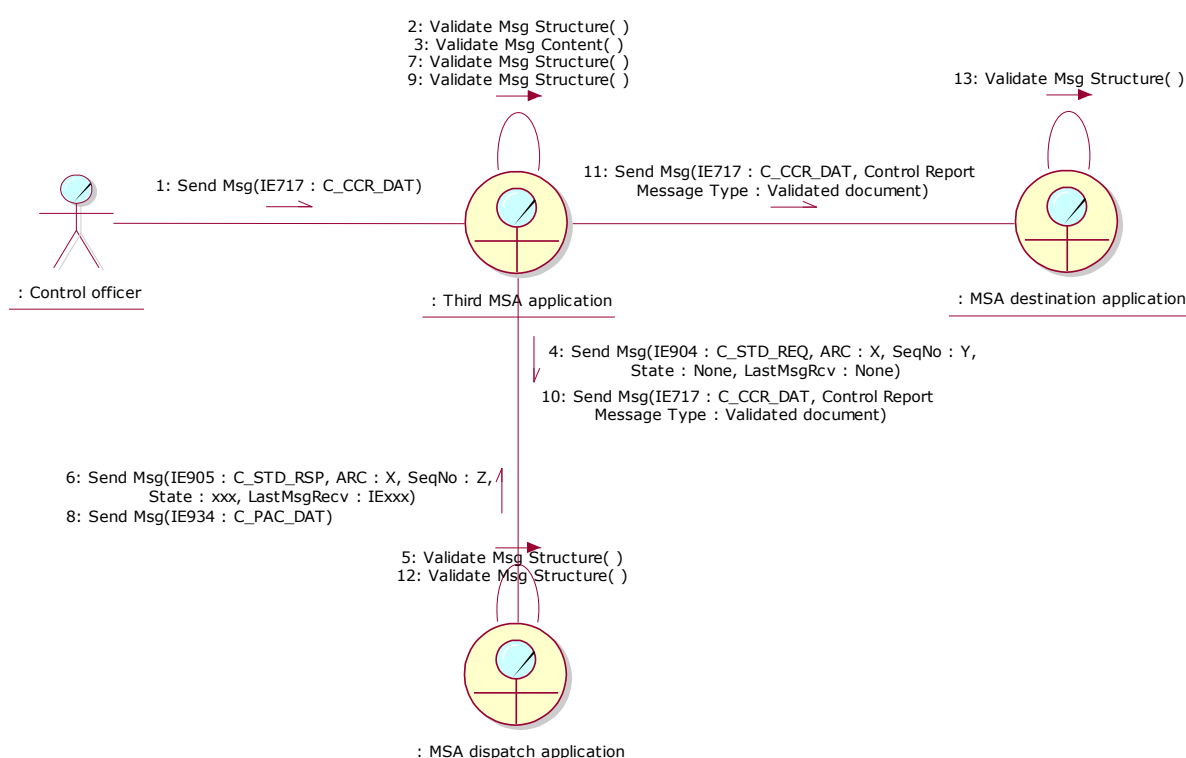 2: Validate Msg Structure( )
3: Validate Msg Content( )
7: Validate Msg Structure( )
9: Validate Msg Structure( )
13: Validate Msg Structure( )
1: Send Msg(IE717 : C_CCR_DAT)
11: Send Msg(IE717 : C_CCR_DAT, Control Report
Message Type : Validated document)
: Control officer
: Third MSA application
: MSA destination application
4: Send Msg(IE904 : C_STD_REQ, ARC : X, SeqNo : Y,
State : None, LastMsgRcv : None)
10: Send Msg(IE717 : C_CCR_DAT, Control Report
Message Type : Validated document)
6: Send Msg(IE905 : C_STD_RSP, ARC : X, SeqNo : Z,
State : xxx, LastMsgRecv : IExxx)
8: Send Msg(IE934 : C_PAC_DAT)
5: Validate Msg Structure( )
12: Validate Msg Structure( )
: MSA dispatch application